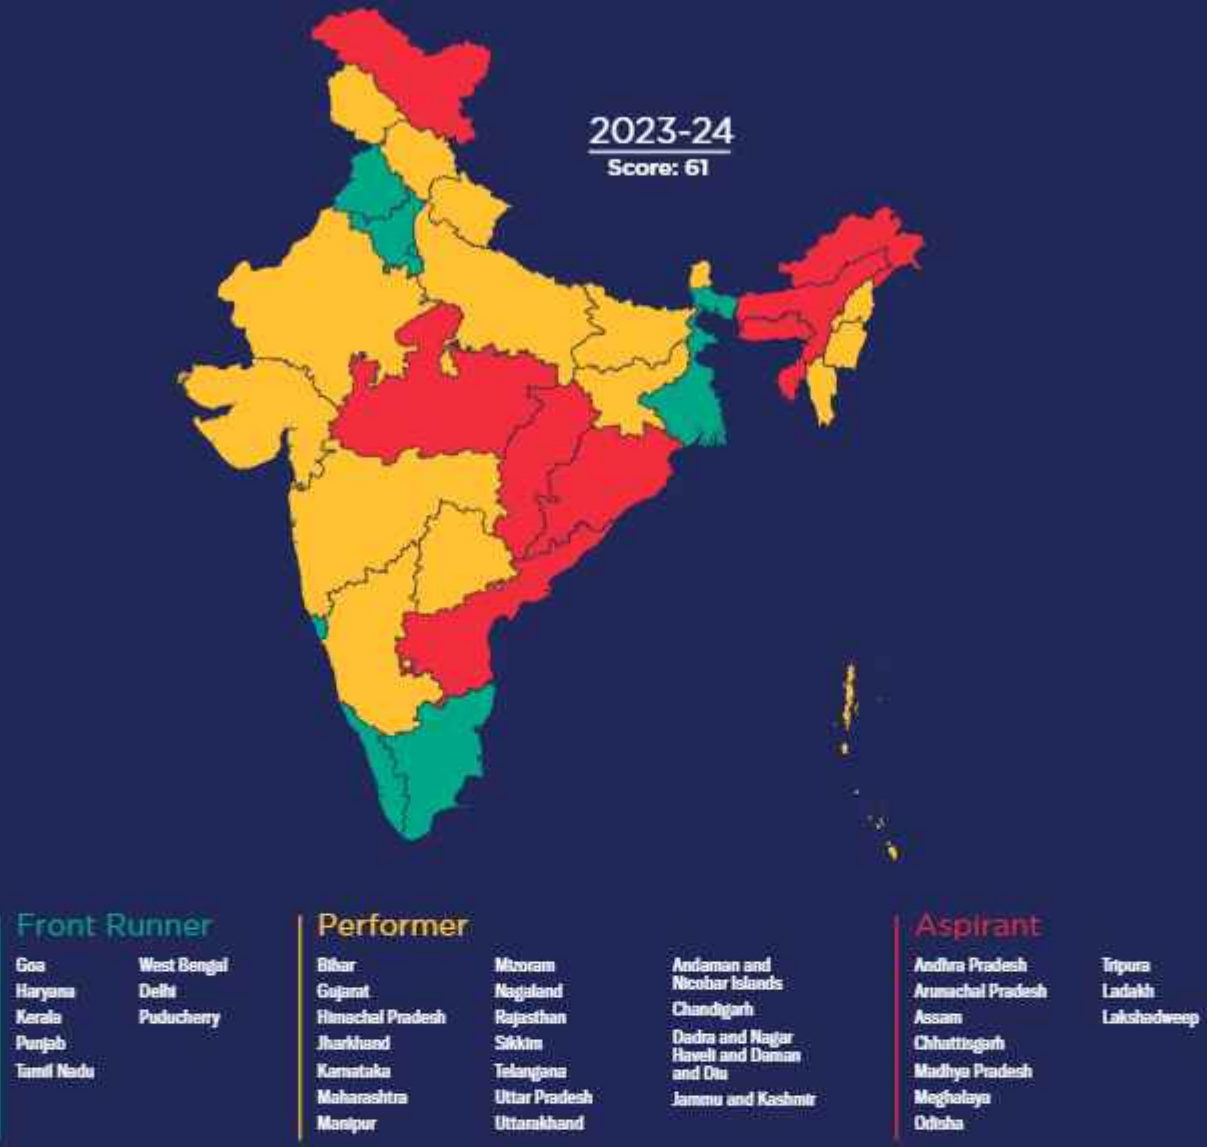 2023-24
Score: 61
Front Runner
Goa
Haryana
Kerala
Punjab
Tamil Nadu
West Bengal
Delhi
Puducherry
Performer
Bihar
Gujarat
Himachal Pradesh
Jharkhand
Karnataka
Maharashtra
Manipur
Mizoram
Nagaland
Rajasthan
Sikkim
Telangana
Uttar Pradesh
Uttarakhand
Andaman and
Nicobar Islands
Chandigarh
Dadra and Nagar
Haveli and Daman
and Diu
Jammu and Kashmir
Aspirant
Andhra Pradesh
Arunachal Pradesh
Assam
Chhattisgarh
Madhya Pradesh
Meghalaya
Odisha
Tripura
Ladakh
Lakshadweep